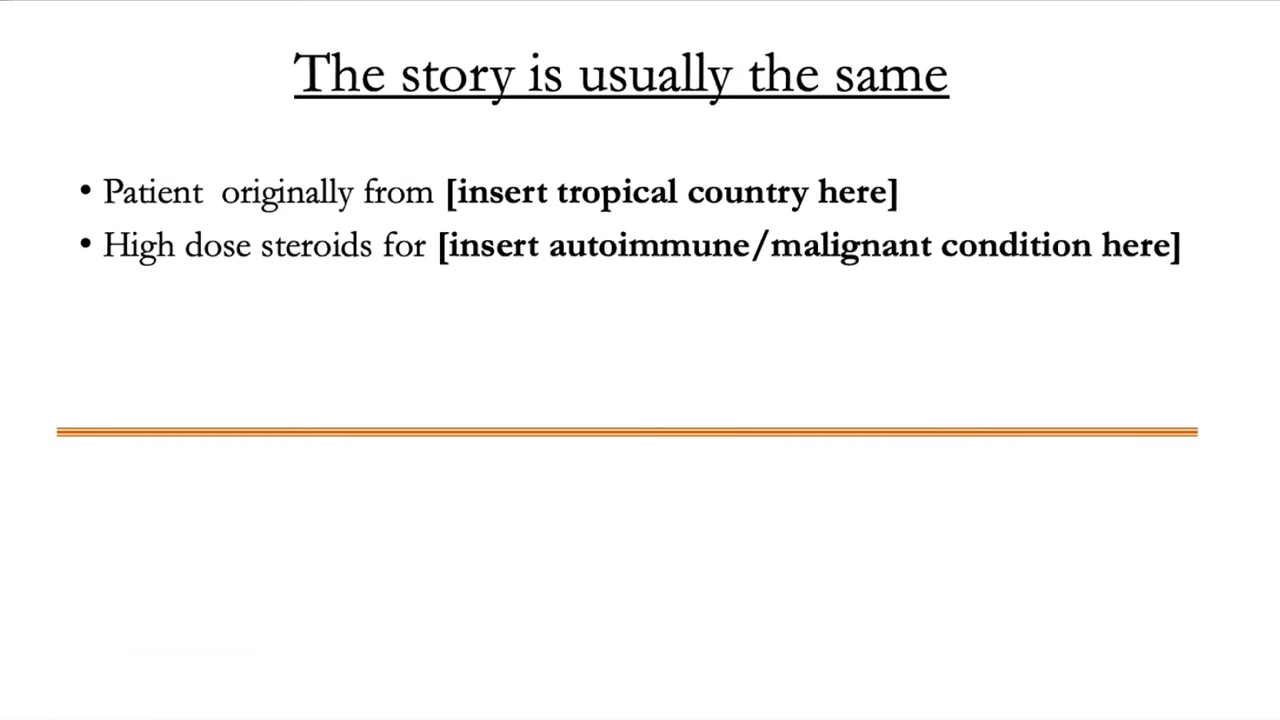 The story is usually the same
• Patient  originally from [insert tropical country here]
• High dose steroids for [insert autoimmune/malignant condition here]